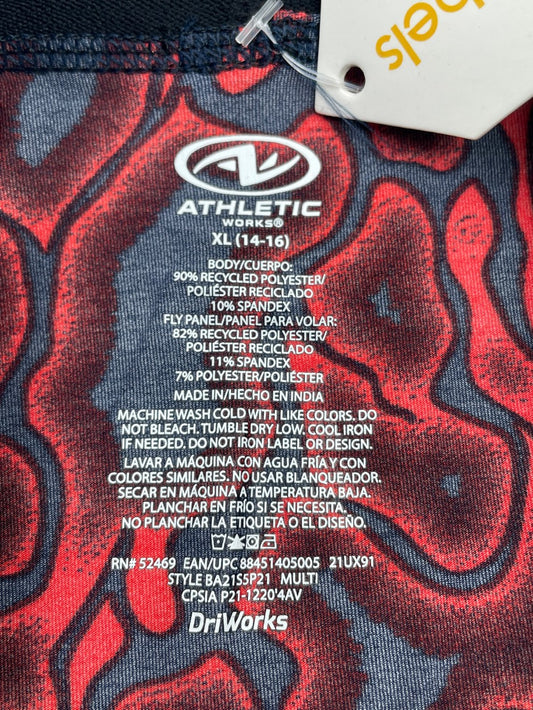 bels
ATHLETIC
WORKS®
XL (14-16)
BODY/CUERPO:
90% RECYCLED POLYESTER/
POLIÉSTER RECICLADO
10% SPANDEX
FLY PANEL/PANEL PARA VOLAR:
82% RECYCLED POLYESTER/
POLIÉSTER RECICLADO
11% SPANDEX
7% POLYESTER/POLIÉSTER
MADE IN/HECHO EN INDIA
MACHINE WASH COLD WITH LIKE COLORS. DO
NOT BLEACH. TUMBLE DRY LOW. COOL IRON
IF NEEDED. DO NOT IRON LABEL OR DESIGN.
LAVAR A MÁQUINA CON AGUA FRÍA Y CON
COLORES SIMILARES. NO USAR BLANQUEADOR.
SECAR EN MÁQUINA A TEMPERATURA BAJA.
PLANCHAR EN FRÍO SI SE NECESITA.
NO PLANCHAR LA ETIQUETA O EL DISEÑO.
RN# 52469 EAN/UPC 88451405005 21UX91
STYLE BA21S5P21 MULTI
CPSIA P21-1220'4AV
DriWorks